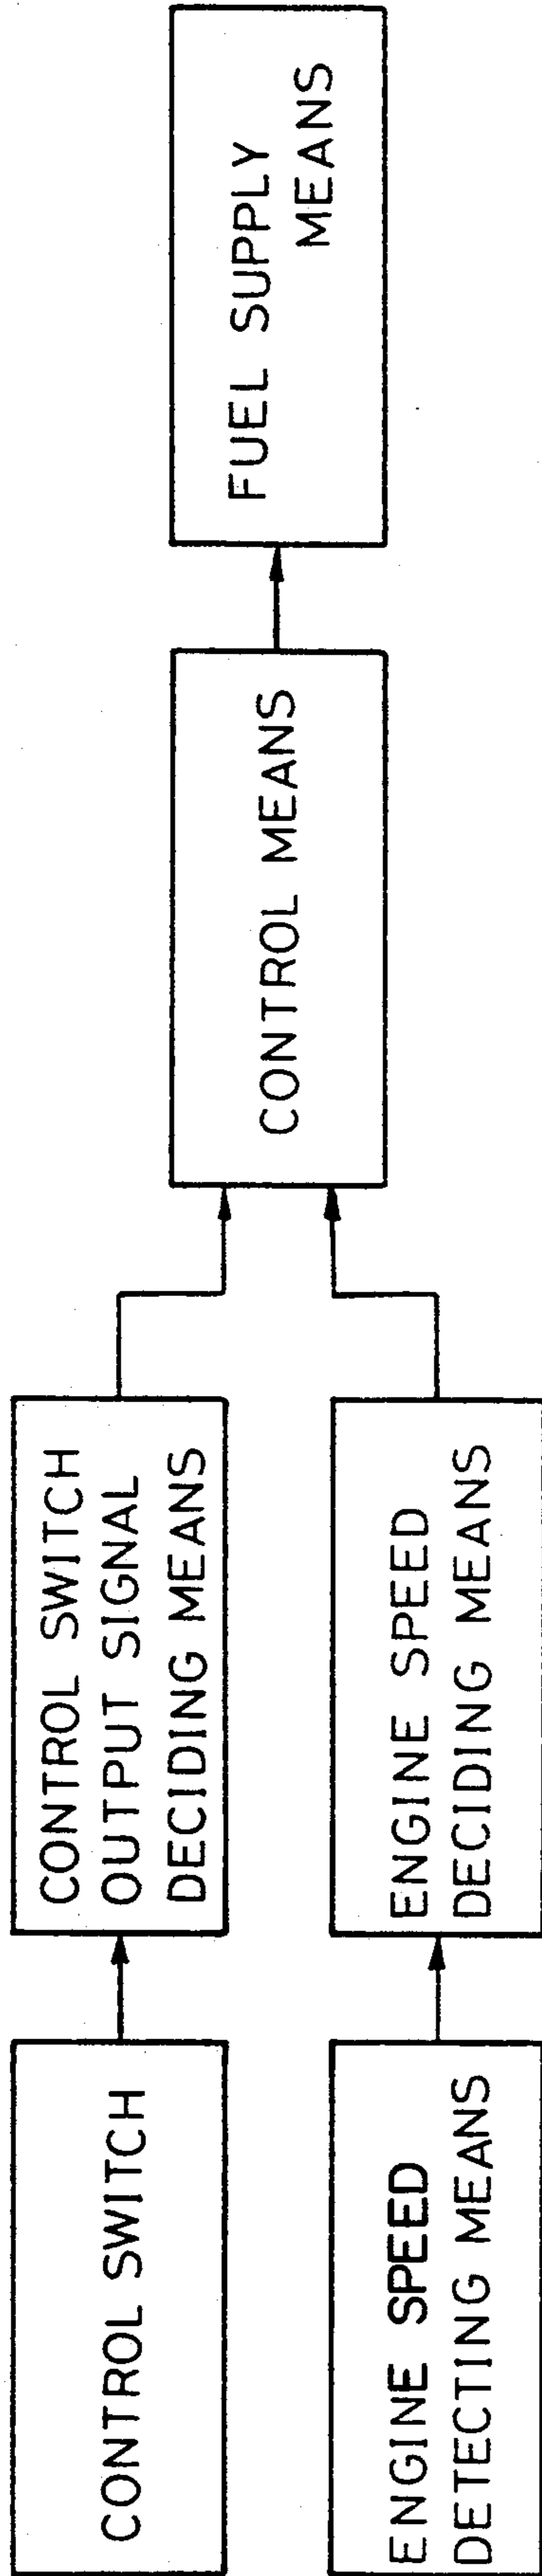 CONTROL SWITCH
CONTROL SWITCH
OUTPUT SIGNAL
DECIDING MEANS
ENGINE SPEED
DETECTING MEANS
ENGINE SPEED
DECIDING MEANS
CONTROL MEANS
FUEL SUPPLY
MEANS